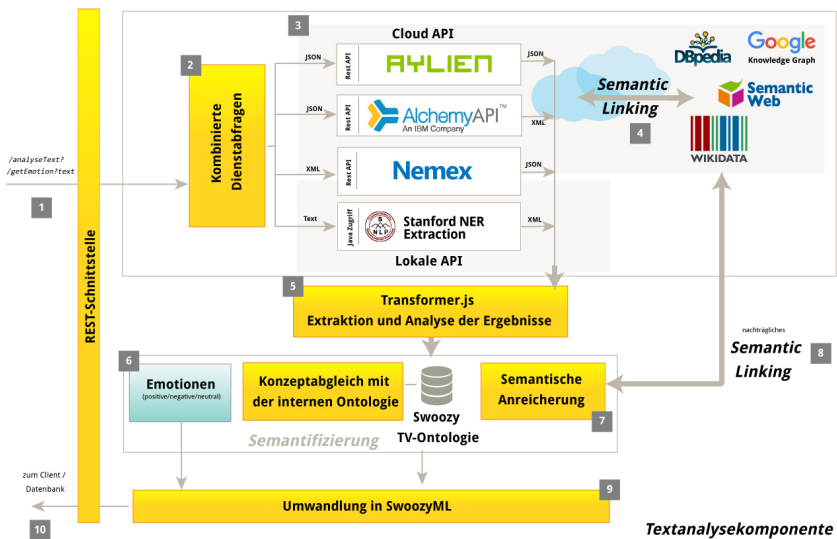 3
Cloud API
2
JSON
Rest API
AYLIEN
JSON
DBpedia
Google
Knowledge Graph
JSON
Rest API
AlchemyAPI™
An IBM Company
XML
Semantic
Linking
4
Semantic
Web
WIKIDATA
/analyseText?
/getEmotion?text
1
REST-Schnittstelle
Kombinierte
Dienstabfragen
XML
Rest API
Nemex
JSON
Text
Java Zugriff
S
NLP
Stanford NER
Extraction
XML
Lokale API
5
Transformer.js
Extraktion und Analyse der Ergebnisse
nachträgliches
Semantic
Linking
8
6
Emotionen
(positive/negative/neutral)
Konzeptabgleich mit
der internen Ontologie
Swoozy
TV-Ontologie
Semantische
Anreicherung
7
Semantifizierung
zum Client /
Datenbank
10
Umwandlung in SwoozyML
9
Textanalysekomponente